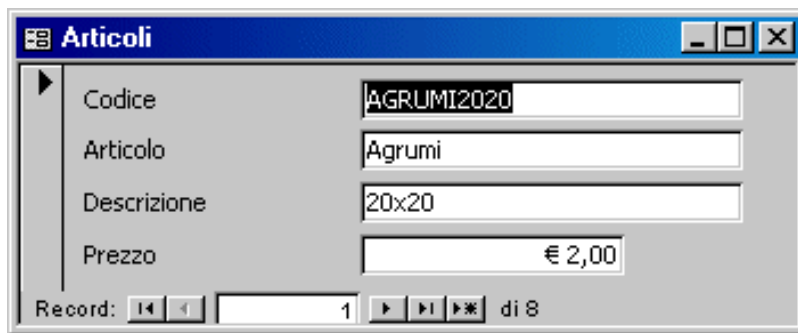 Articoli
Codice AGRUMI2020
Articolo Agrumi
Descrizione 20x20
Prezzo € 2,00
Record: 1 di 8